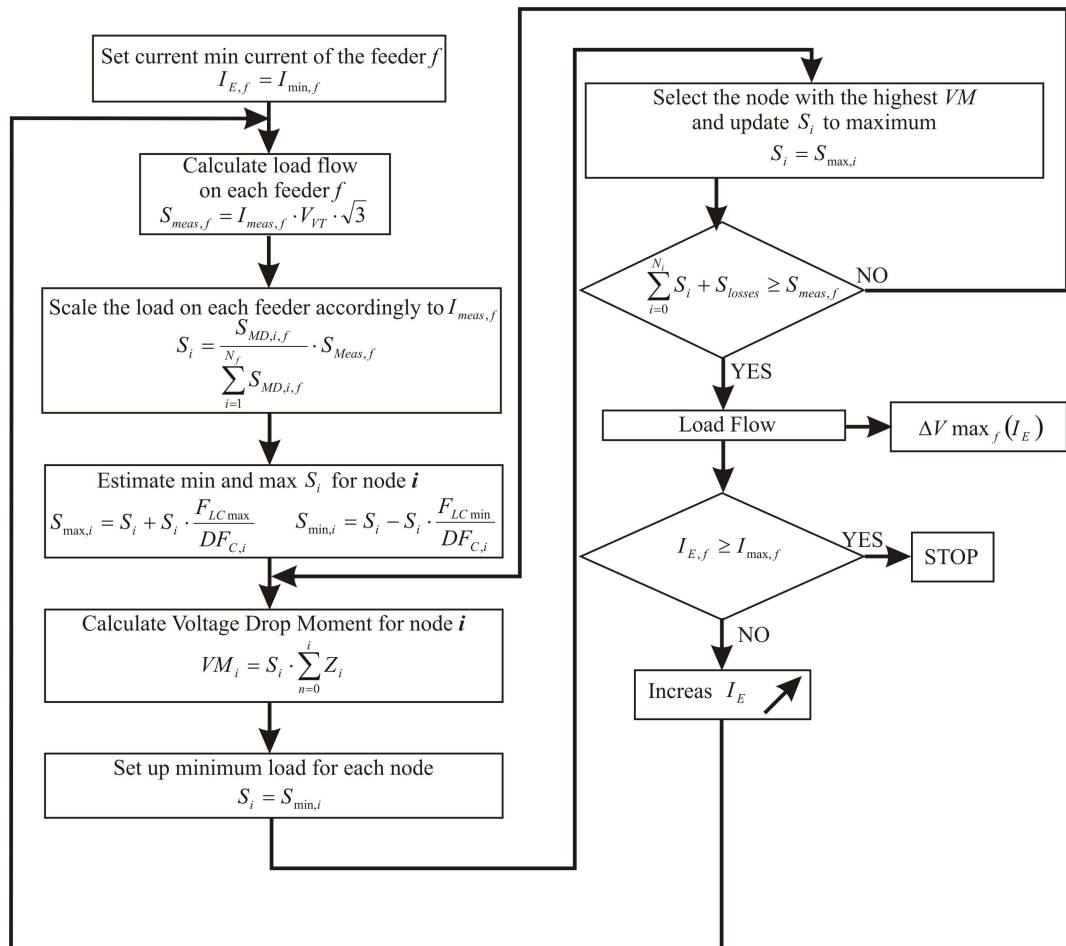 Set current min current of the feeder f
I_{E,f} = I_{min,f}
Calculate load flow
on each feeder f
S_{meas,f} = I_{meas,f} · V_{VT} · √3
Scale the load on each feeder accordingly to I_{meas,f}
S_i = \frac{S_{MD,i,f}}{\sum_{i=1}^{N_f} S_{MD,i,f}} · S_{Meas,f}
Estimate min and max S_i for node i
S_{max,i} = S_i + S_i · \frac{F_{LC max}}{DF_{C,i}}    S_{min,i} = S_i − S_i · \frac{F_{LC min}}{DF_{C,i}}
Calculate Voltage Drop Moment for node i
VM_i = S_i · \sum_{n=0}^{i} Z_i
Set up minimum load for each node
S_i = S_{min,i}
Select the node with the highest VM
and update S_i to maximum
S_i = S_{max,i}
\sum_{i=0}^{N_i} S_i + S_{losses} ≥ S_{meas,f}
NO
YES
Load Flow
ΔV max_f (I_E)
I_{E,f} ≥ I_{max,f}
YES
STOP
NO
Increas I_E